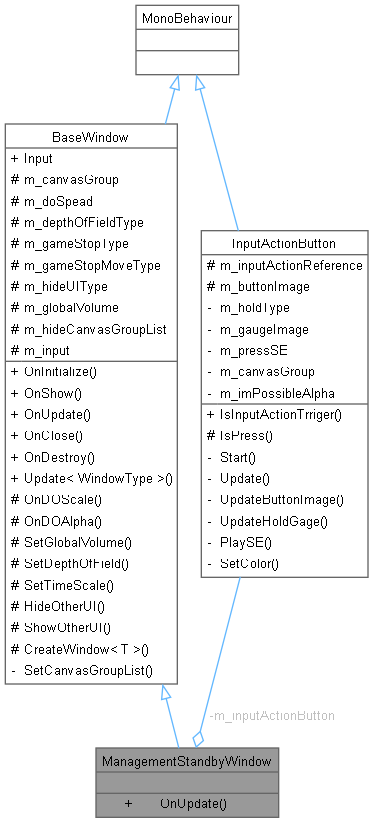 MonoBehaviour
BaseWindow
+ Input
# m_canvasGroup
# m_doSpead
# m_depthOfFieldType
# m_gameStopType
# m_gameStopMoveType
# m_hideUIType
# m_globalVolume
# m_hideCanvasGroupList
# m_input
+ OnInitialize()
+ OnShow()
+ OnUpdate()
+ OnClose()
+ OnDestroy()
+ Update< WindowType >()
# OnDOScale()
# OnDOAlpha()
# SetGlobalVolume()
# SetDepthOfField()
# SetTimeScale()
# HideOtherUI()
# ShowOtherUI()
# CreateWindow< T >()
- SetCanvasGroupList()
InputActionButton
# m_inputActionReference
# m_buttonImage
- m_holdType
- m_gaugeImage
- m_pressSE
- m_canvasGroup
- m_imPossibleAlpha
+ IsInputActionTrriger()
# IsPress()
- Start()
- Update()
- UpdateButtonImage()
- UpdateHoldGage()
- PlaySE()
- SetColor()
-m_inputActionButton
ManagementStandbyWindow
+ OnUpdate()